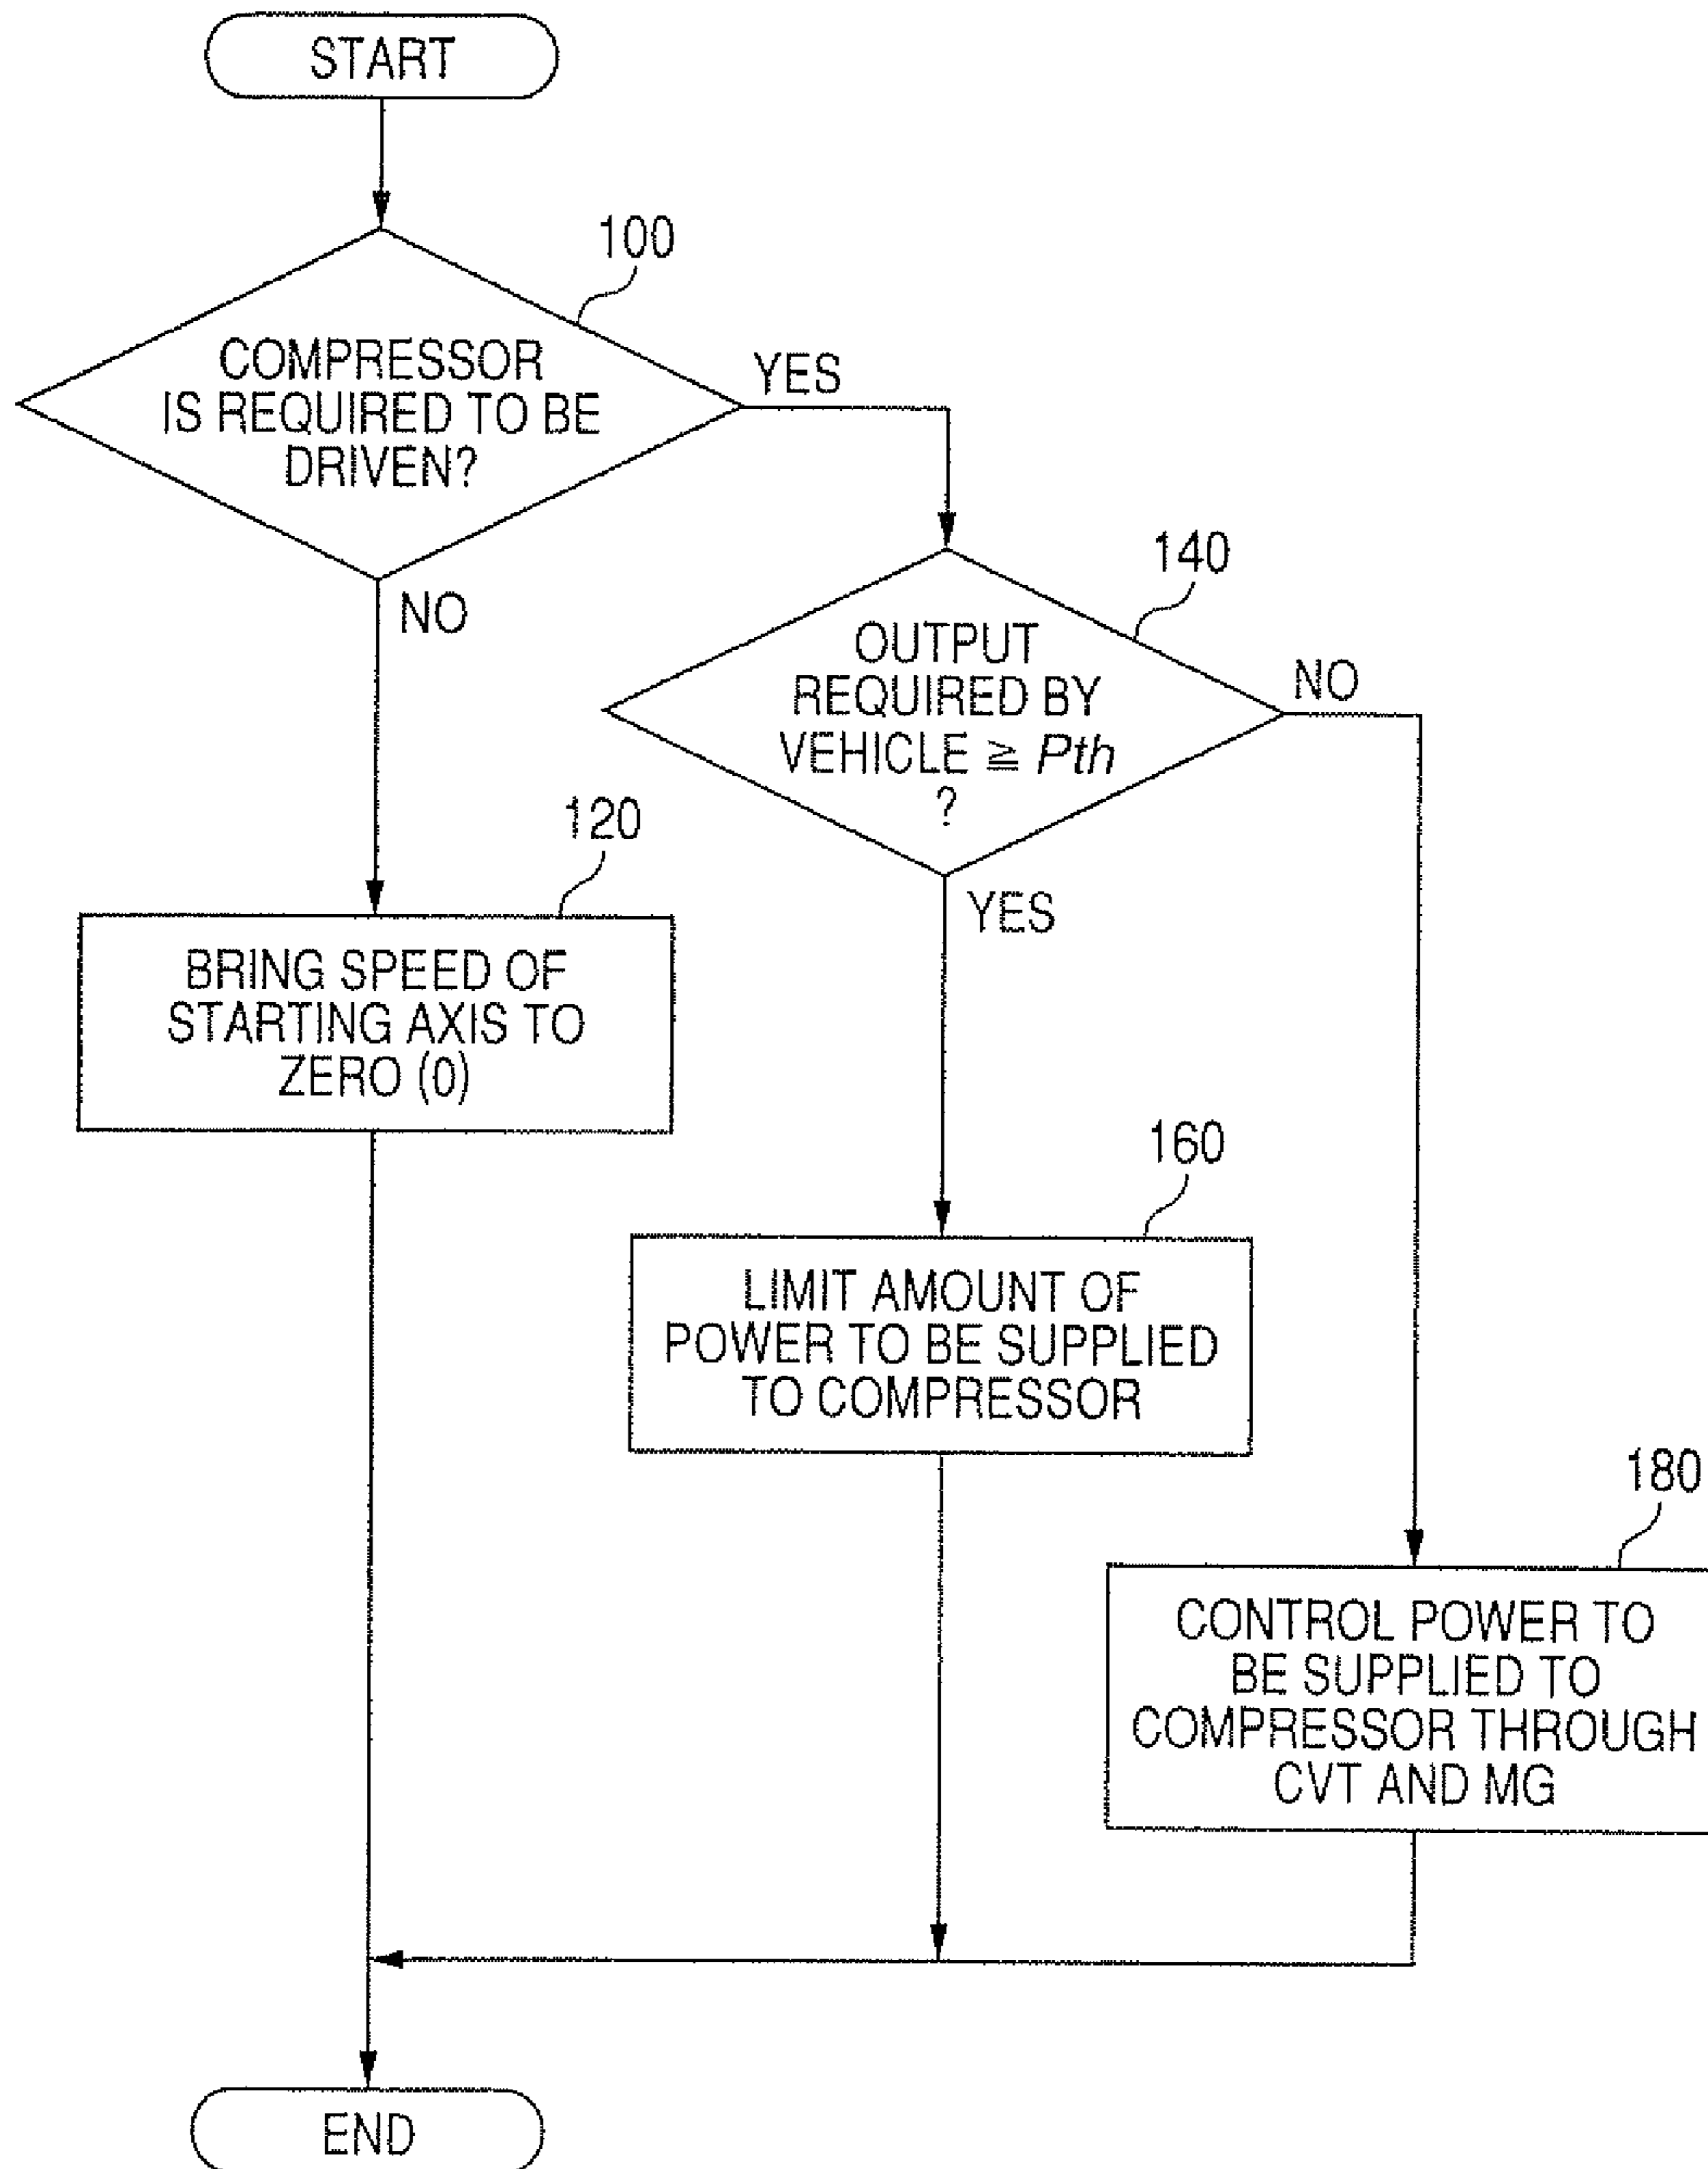 START
100
COMPRESSOR
IS REQUIRED TO BE
DRIVEN?
YES
NO
140
OUTPUT
REQUIRED BY
VEHICLE ≧ Pth
?
NO
YES
120
BRING SPEED OF
STARTING AXIS TO
ZERO (0)
160
LIMIT AMOUNT OF
POWER TO BE SUPPLIED
TO COMPRESSOR
180
CONTROL POWER TO
BE SUPPLIED TO
COMPRESSOR THROUGH
CVT AND MG
END